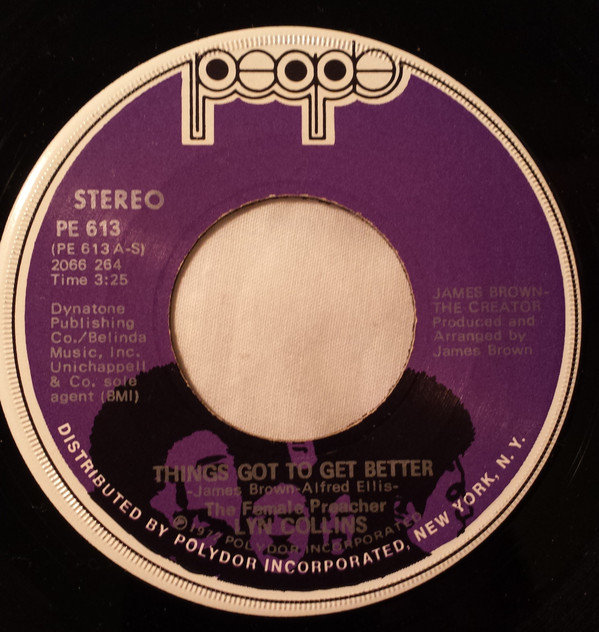 people
STEREO
PE 613
(PE 613 A-S)
2066 264
Time 3:25
Dynatone
Publishing
Co./Belinda
Music, Inc.
Unichappell
& Co. sole
agent (BMI)
JAMES BROWN-
THE CREATOR
Produced and
Arranged by
James Brown
THINGS GOT TO GET BETTER
-James Brown-Alfred Ellis-
The Female Preacher
LYN COLLINS
POLYDOR INCORPORATED
DISTRIBUTED BY POLYDOR INCORPORATED, NEW YORK, N.Y.